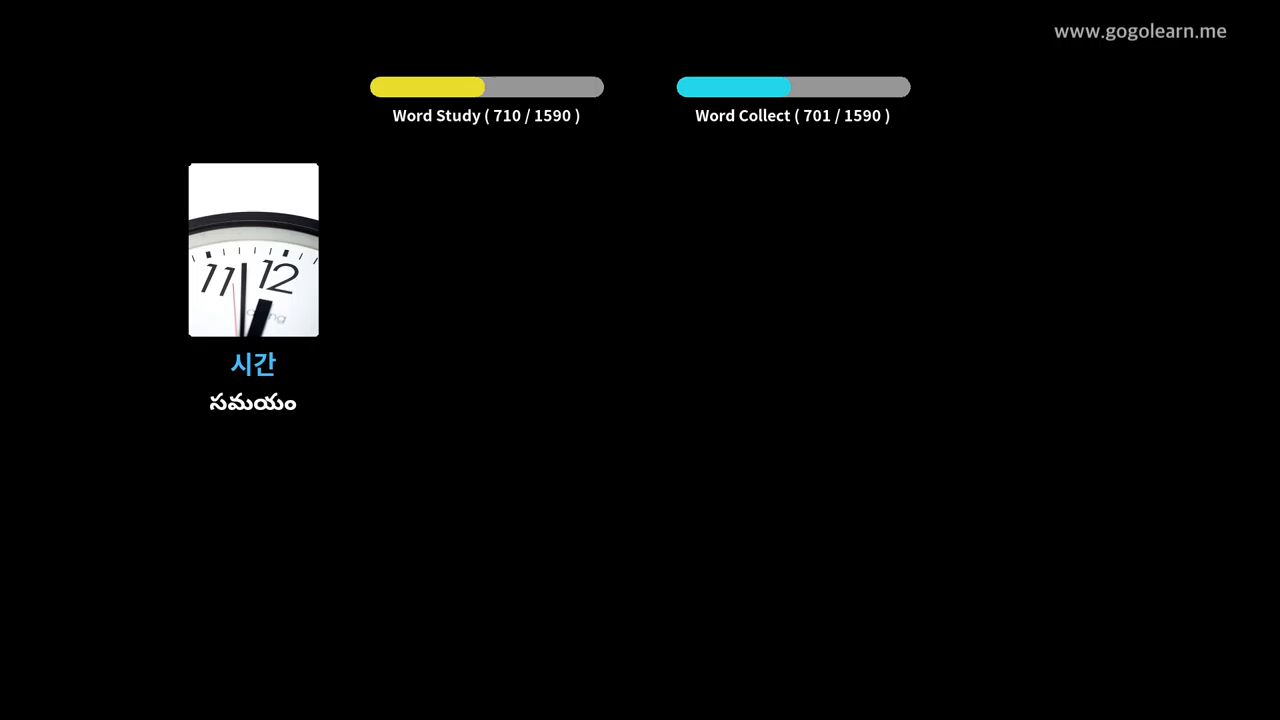 www.gogolearn.me
Word Study ( 710 / 1590 )
Word Collect ( 701 / 1590 )
11 12
시간
సమయం